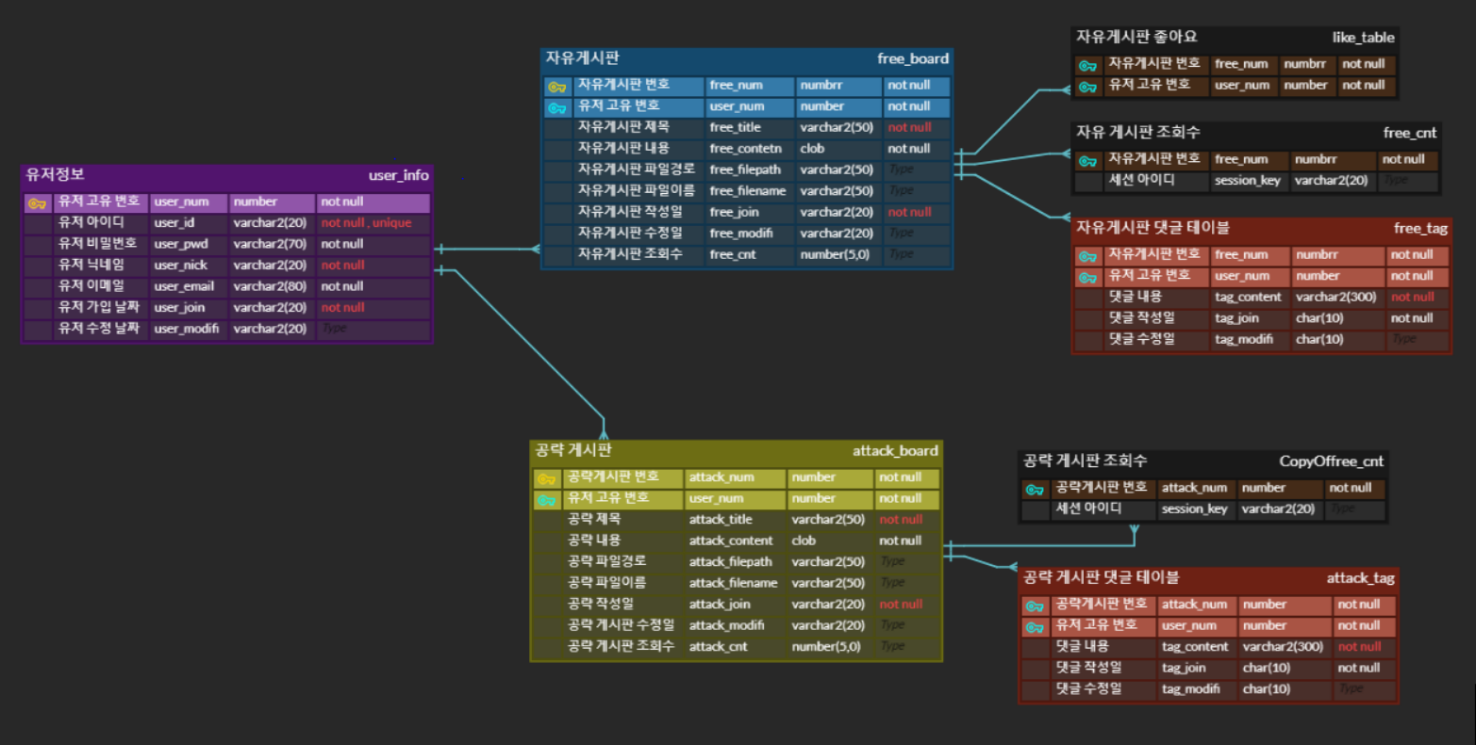 유저정보 user_info
유저 고유 번호 user_num number not null
유저 아이디 user_id varchar2(20) not null , unique
유저 비밀번호 user_pwd varchar2(70) not null
유저 닉네임 user_nick varchar2(20) not null
유저 이메일 user_email varchar2(80) not null
유저 가입 날짜 user_join varchar2(20) not null
유저 수정 날짜 user_modifi varchar2(20) Type
자유게시판 free_board
자유게시판 번호 free_num numbrr not null
유저 고유 번호 user_num number not null
자유게시판 제목 free_title varchar2(50) not null
자유게시판 내용 free_contetn clob not null
자유게시판 파일경로 free_filepath varchar2(50) Type
자유게시판 파일이름 free_filename varchar2(50) Type
자유게시판 작성일 free_join varchar2(20) not null
자유게시판 수정일 free_modifi varchar2(20) Type
자유게시판 조회수 free_cnt number(5,0) Type
자유게시판 좋아요 like_table
자유게시판 번호 free_num numbrr not null
유저 고유 번호 user_num number not null
자유 게시판 조회수 free_cnt
자유게시판 번호 free_num numbrr not null
세션 아이디 session_key varchar2(20) Type
자유게시판 댓글 테이블 free_tag
자유게시판 번호 free_num numbrr not null
유저 고유 번호 user_num number not null
댓글 내용 tag_content varchar2(300) not null
댓글 작성일 tag_join char(10) not null
댓글 수정일 tag_modifi char(10) Type
공략 게시판 attack_board
공략게시판 번호 attack_num number not null
유저 고유 번호 user_num number not null
공략 제목 attack_title varchar2(50) not null
공략 내용 attack_content clob not null
공략 파일경로 attack_filepath varchar2(50) Type
공략 파일이름 attack_filename varchar2(50) Type
공략 작성일 attack_join varchar2(20) not null
공략 게시판 수정일 attack_modifi varchar2(20) Type
공략 게시판 조회수 attack_cnt number(5,0) Type
공략 게시판 조회수 CopyOffree_cnt
공략게시판 번호 attack_num number not null
세션 아이디 session_key varchar2(20) Type
공략 게시판 댓글 테이블 attack_tag
공략게시판 번호 attack_num number not null
유저 고유 번호 user_num number not null
댓글 내용 tag_content varchar2(300) not null
댓글 작성일 tag_join char(10) not null
댓글 수정일 tag_modifi char(10) Type